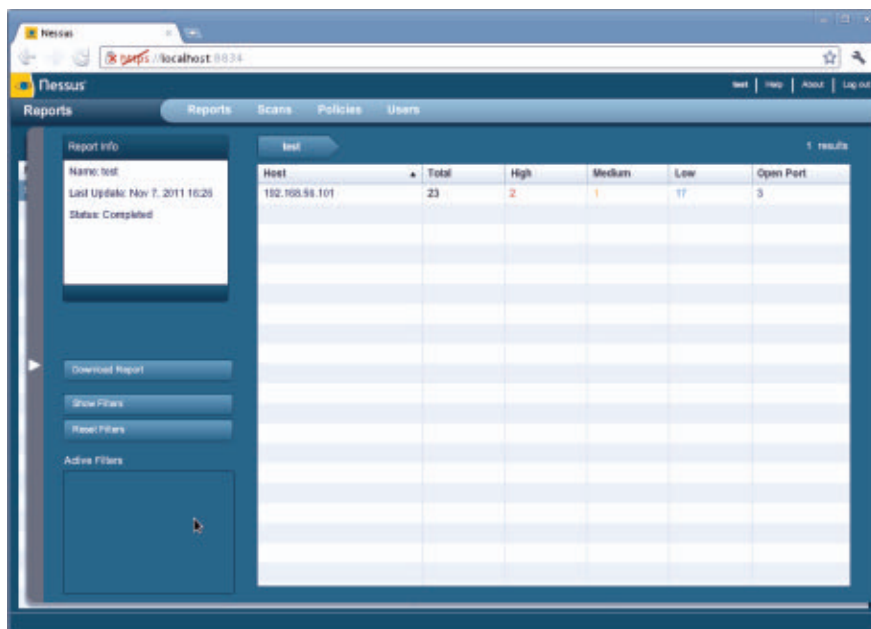 Nessus
https://localhost:8834
Nessus
test | Help | About | Log out
Reports
Reports Scans Policies Users
Report Info
Name: test
Last Update: Nov 7, 2011 16:26
Status: Completed
test
1 results
Host Total High Medium Low Open Port
192.168.56.101 23 2 1 17 3
Download Report
Show Filters
Reset Filters
Active Filters